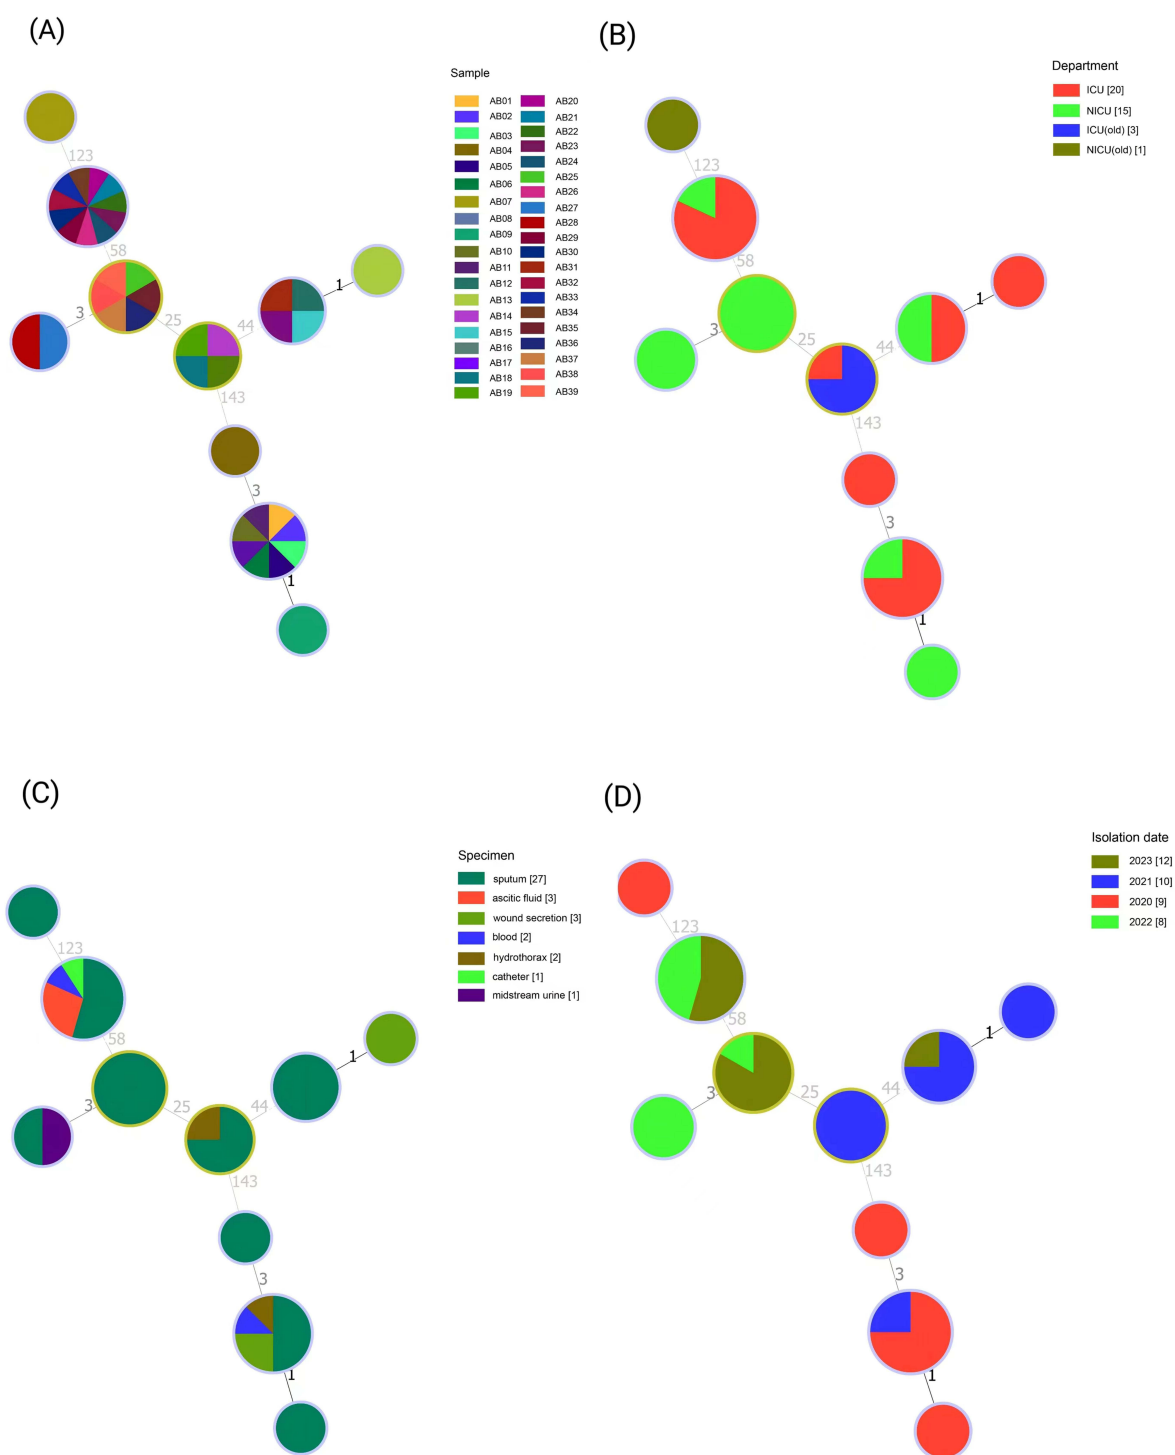 (A)
123
58
3
25
44
1
143
3
1
Sample
AB01
AB02
AB03
AB04
AB05
AB06
AB07
AB08
AB09
AB10
AB11
AB12
AB13
AB14
AB15
AB16
AB17
AB18
AB19
AB20
AB21
AB22
AB23
AB24
AB25
AB26
AB27
AB28
AB29
AB30
AB31
AB32
AB33
AB34
AB35
AB36
AB37
AB38
AB39
(B)
123
58
3
25
44
1
143
3
1
Department
ICU [20]
NICU [15]
ICU(old) [3]
NICU(old) [1]
(C)
123
58
3
25
44
1
143
3
1
Specimen
sputum [27]
ascitic fluid [3]
wound secretion [3]
blood [2]
hydrothorax [2]
catheter [1]
midstream urine [1]
(D)
123
58
3
25
44
1
143
3
1
Isolation date
2023 [12]
2021 [10]
2020 [9]
2022 [8]